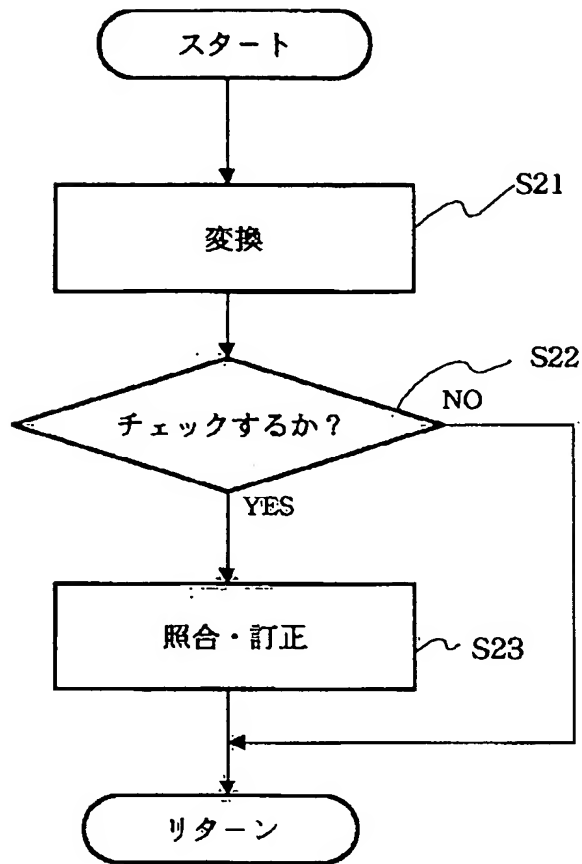 スタート
S21
変換
S22
チェックするか?
NO
YES
照合・訂正
S23
リターン